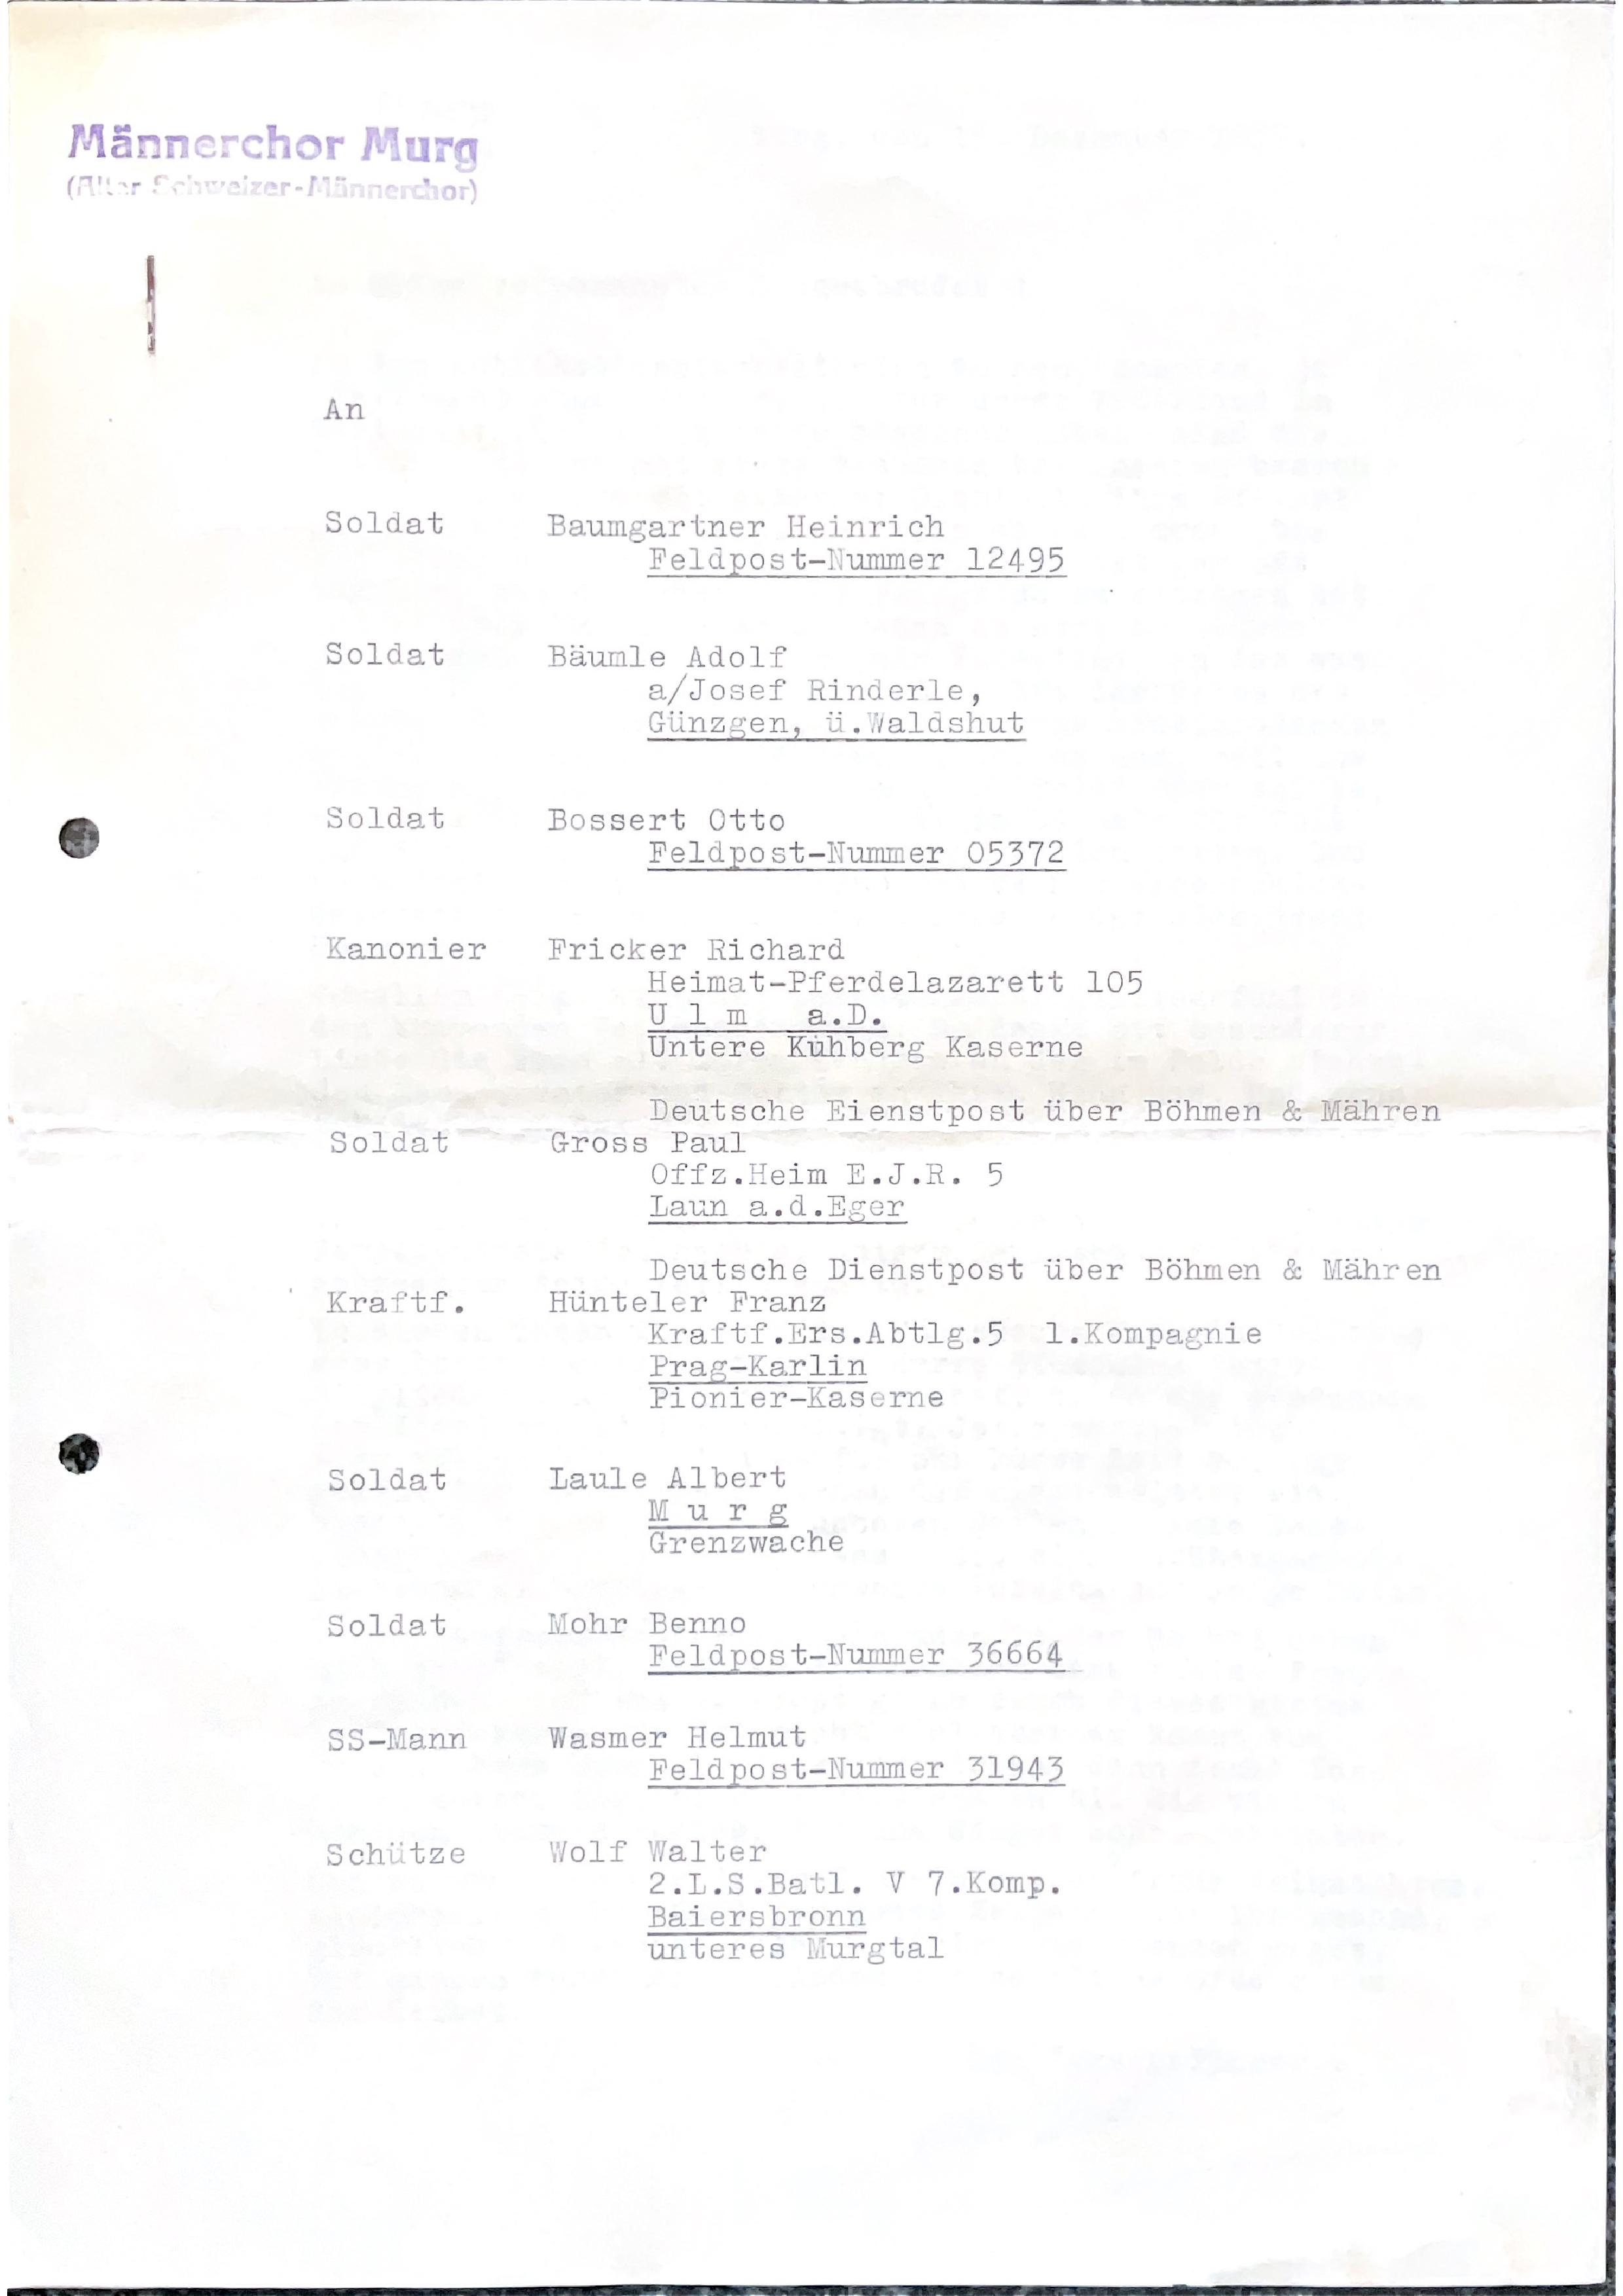 Männerchor Murg
(Alter Schweizer-Männerchor)
An
Soldat Baumgartner Heinrich
Feldpost-Nummer 12495
Soldat Bäumle Adolf
a/Josef Rinderle,
Günzgen, ü.Waldshut
Soldat Bossert Otto
Feldpost-Nummer 05372
Kanonier Fricker Richard
Heimat-Pferdelazarett 105
U l m a.D.
Untere Kühberg Kaserne
Deutsche Eienstpost über Böhmen & Mähren
Soldat Gross Paul
Offz.Heim E.J.R. 5
Laun a.d.Eger
Deutsche Dienstpost über Böhmen & Mähren
Kraftf. Hünteler Franz
Kraftf.Ers.Abtlg.5 1.Kompagnie
Prag-Karlin
Pionier-Kaserne
Soldat Laule Albert
M u r g
Grenzwache
Soldat Mohr Benno
Feldpost-Nummer 36664
SS-Mann Wasmer Helmut
Feldpost-Nummer 31943
Schütze Wolf Walter
2.L.S.Batl. V 7.Komp.
Baiersbronn
unteres Murgtal